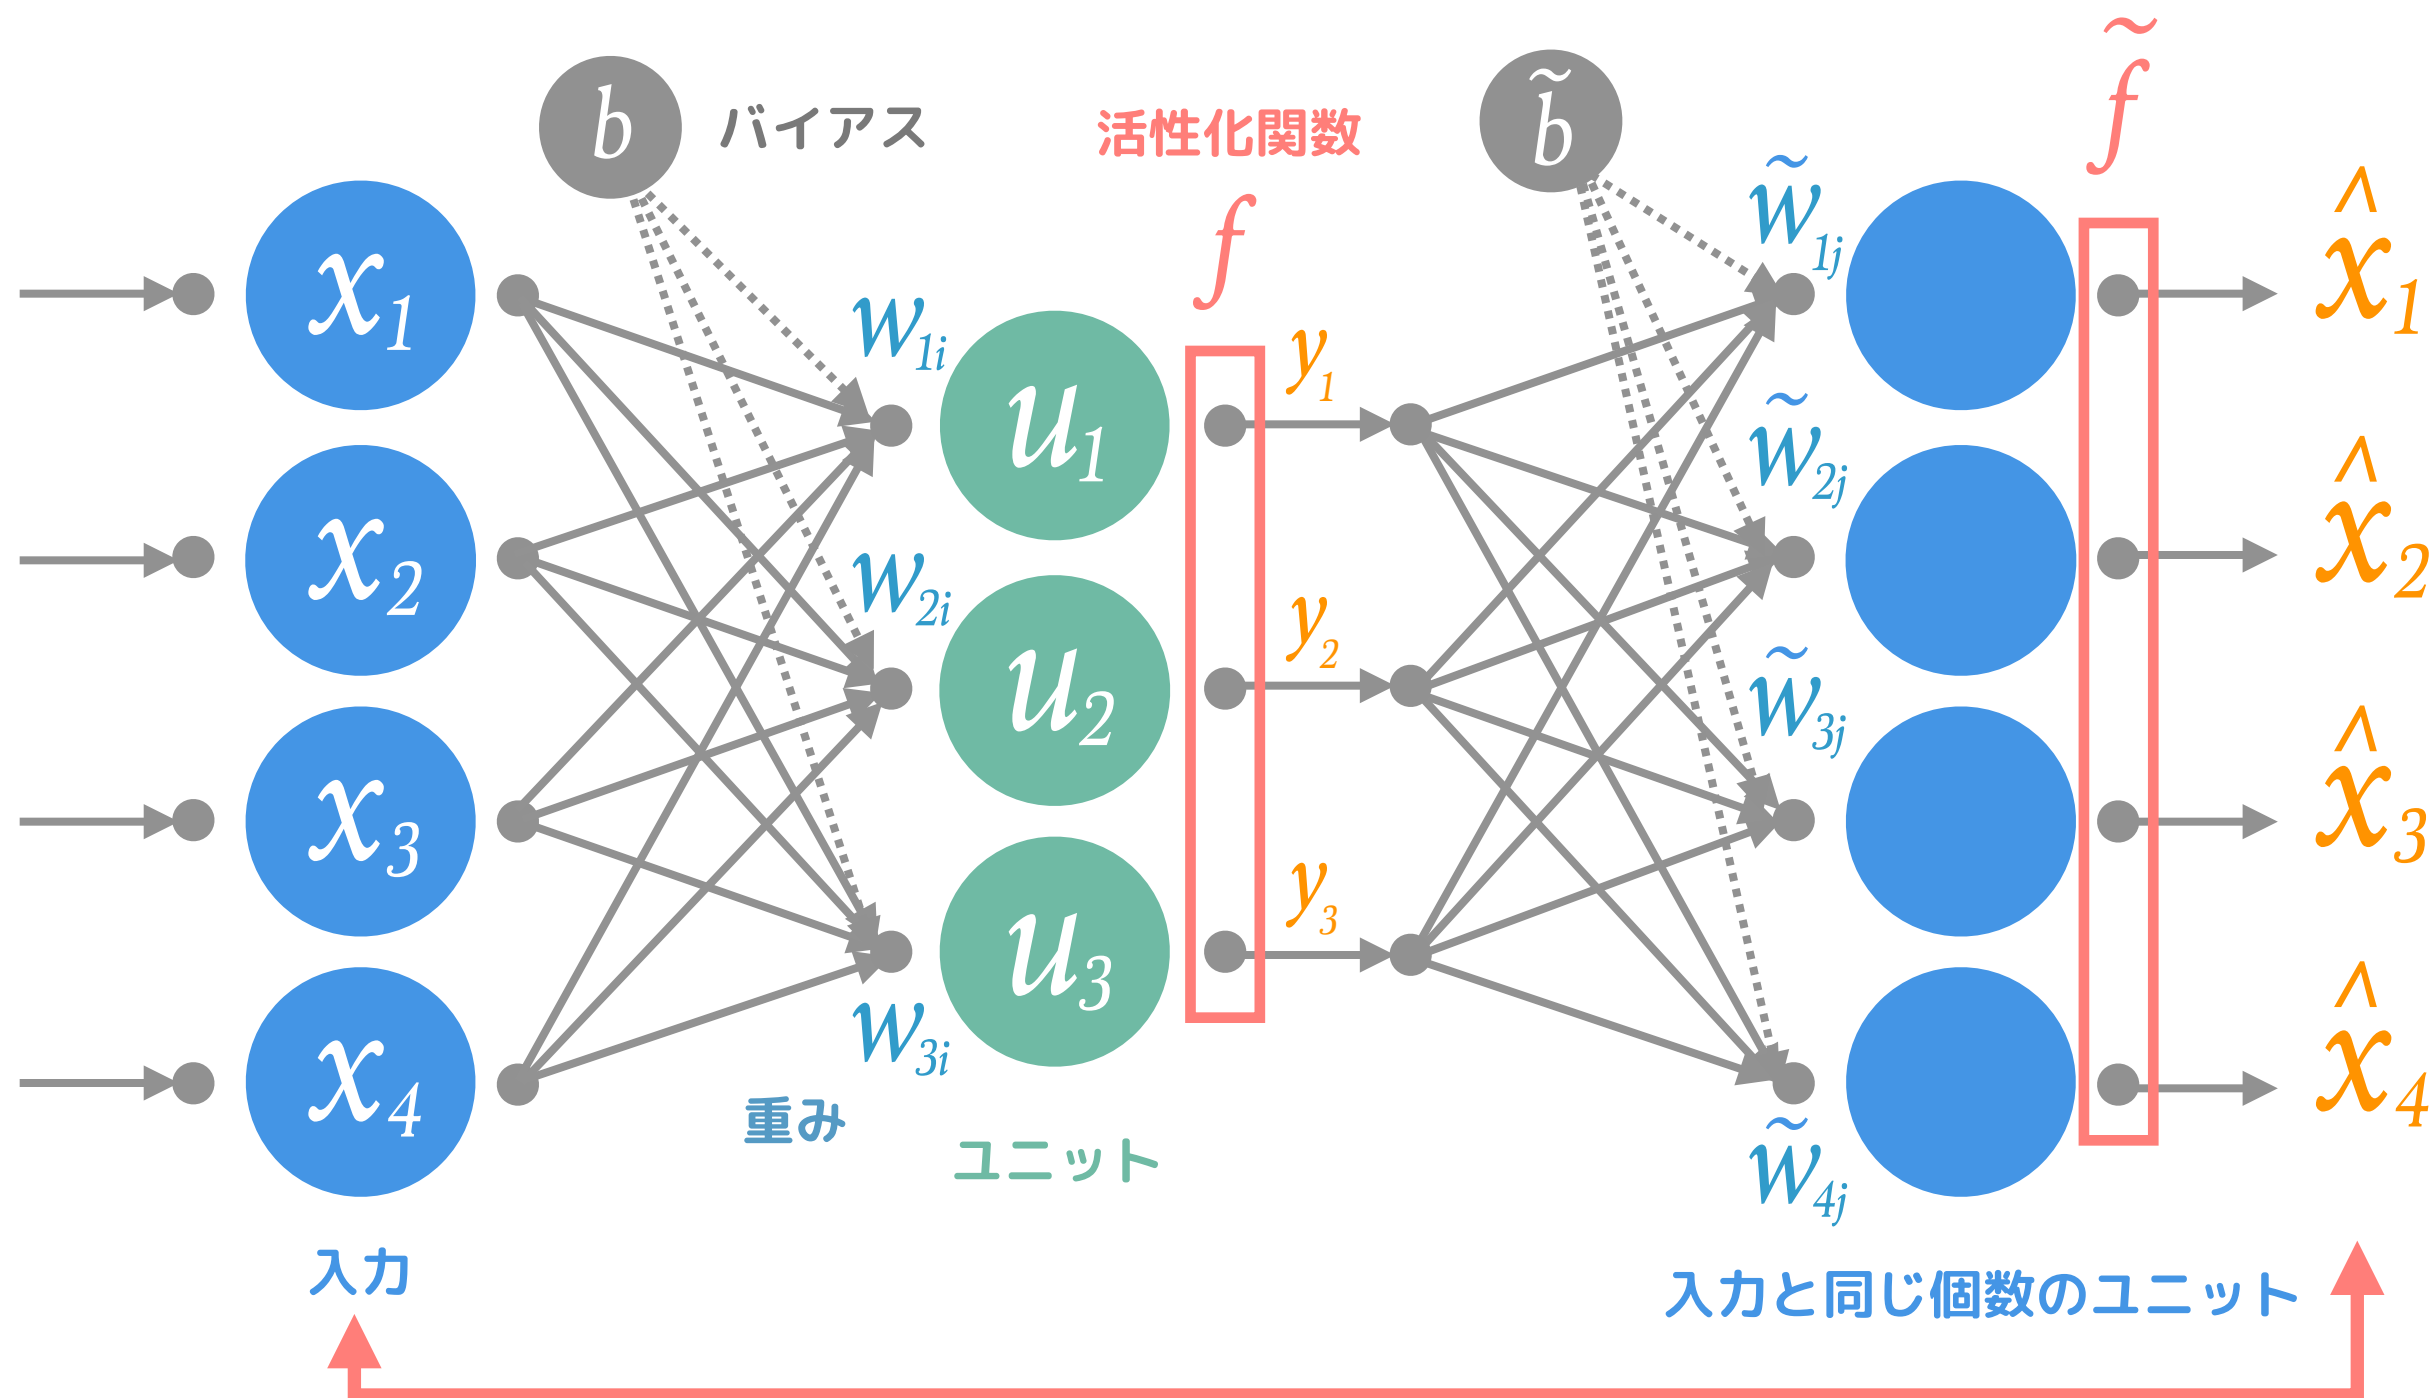 b バイアス
活性化関数
f
b̃
f̃
x₁
x₂
x₃
x₄
w₁ᵢ
w₂ᵢ
w₃ᵢ
u₁
u₂
u₃
y₁
y₂
y₃
w̃₁ⱼ
w̃₂ⱼ
w̃₃ⱼ
w̃₄ⱼ
x̂₁
x̂₂
x̂₃
x̂₄
重み
ユニット
入力
入力と同じ個数のユニット